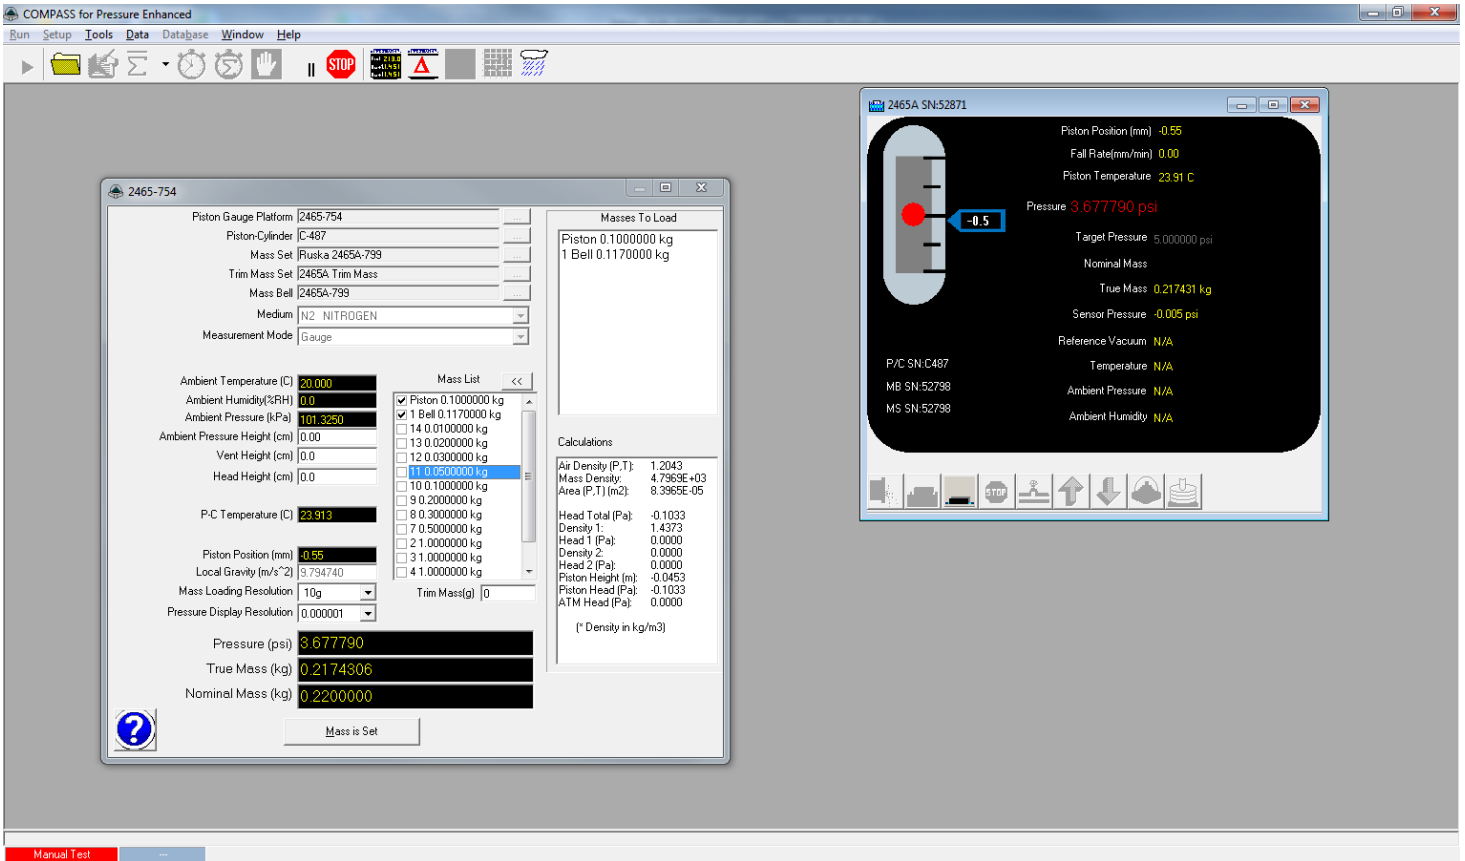 COMPASS for Pressure Enhanced
Run Setup Tools Data Database Window Help
STOP
2465-754
Piston Gauge Platform 2465-754 ...
Piston-Cylinder C-487 ...
Mass Set Ruska 2465A-799 ...
Trim Mass Set 2465A Trim Mass ...
Mass Bell 2465A-799 ...
Medium N2 NITROGEN
Measurement Mode Gauge
Ambient Temperature (C) 20.000
Ambient Humidity(%RH) 0.0
Ambient Pressure (kPa) 101.3250
Ambient Pressure Height (cm) 0.00
Vent Height (cm) 0.0
Head Height (cm) 0.0
P-C Temperature (C) 23.913
Piston Position (mm) -0.55
Local Gravity (m/s^2) 9.794740
Mass Loading Resolution 10g
Pressure Display Resolution 0.000001
Mass List <<
Piston 0.1000000 kg
1 Bell 0.1170000 kg
14 0.0100000 kg
13 0.0200000 kg
12 0.0300000 kg
11 0.0500000 kg
10 0.1000000 kg
9 0.2000000 kg
8 0.3000000 kg
7 0.5000000 kg
2 1.0000000 kg
3 1.0000000 kg
4 1.0000000 kg
Trim Mass(g) 0
Pressure (psi) 3.677790
True Mass (kg) 0.2174306
Nominal Mass (kg) 0.2200000
Mass is Set
Masses To Load
Piston 0.1000000 kg
1 Bell 0.1170000 kg
Calculations
Air Density (P,T): 1.2043
Mass Density: 4.7969E+03
Area (P,T) (m2): 8.3965E-05
Head Total (Pa): -0.1033
Density 1: 1.4373
Head 1 (Pa): 0.0000
Density 2: 0.0000
Head 2 (Pa): 0.0000
Piston Height (m): -0.0453
Piston Head (Pa): -0.1033
ATM Head (Pa): 0.0000
(* Density in kg/m3)
2465A SN:52871
-0.5
Piston Position (mm) -0.55
Fall Rate(mm/min) 0.00
Piston Temperature 23.91 C
Pressure 3.677790 psi
Target Pressure 5.000000 psi
Nominal Mass
True Mass 0.217431 kg
Sensor Pressure -0.005 psi
Reference Vacuum N/A
Temperature N/A
Ambient Pressure N/A
Ambient Humidity N/A
P/C SN:C487
MB SN:52798
MS SN:52798
STOP
Manual Test ...